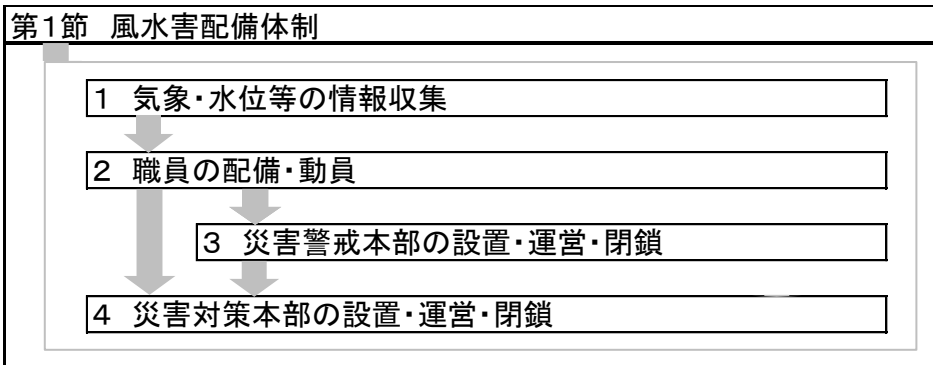 第1節　風水害配備体制
1　気象・水位等の情報収集
2　職員の配備・動員
3　災害警戒本部の設置・運営・閉鎖
4　災害対策本部の設置・運営・閉鎖